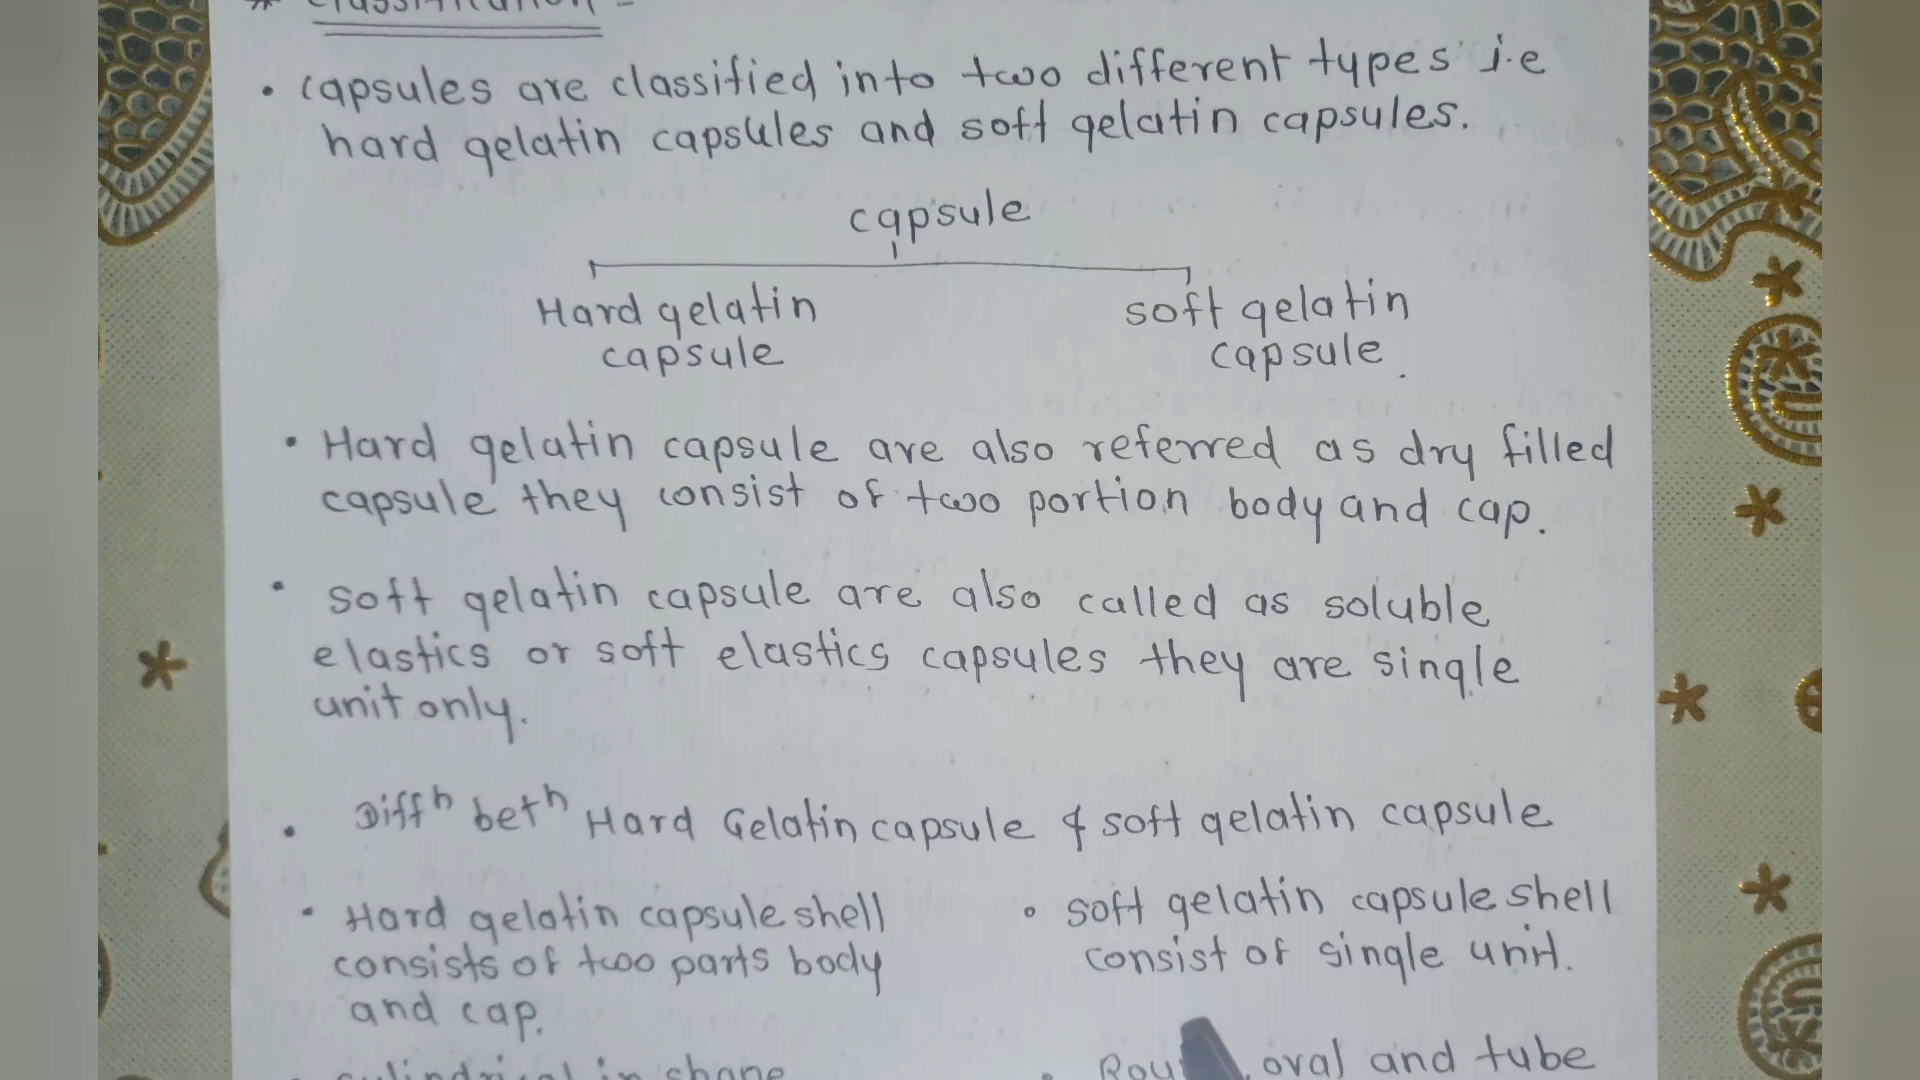 * Classification :-
• capsules are classified into two different types i.e
hard gelatin capsules and soft gelatin capsules.
capsule
Hard gelatin
capsule
soft gelatin
capsule.
• Hard gelatin capsule are also referred as dry filled
capsule they consist of two portion body and cap.
• soft gelatin capsule are also called as soluble
elastics or soft elastics capsules they are single
unit only.
• Diffⁿ betⁿ Hard Gelatin capsule & soft gelatin capsule
• Hard gelatin capsule shell
consists of two parts body
and cap.
• soft gelatin capsule shell
consist of single unit.
• cylindrical in shape
• oval and tube